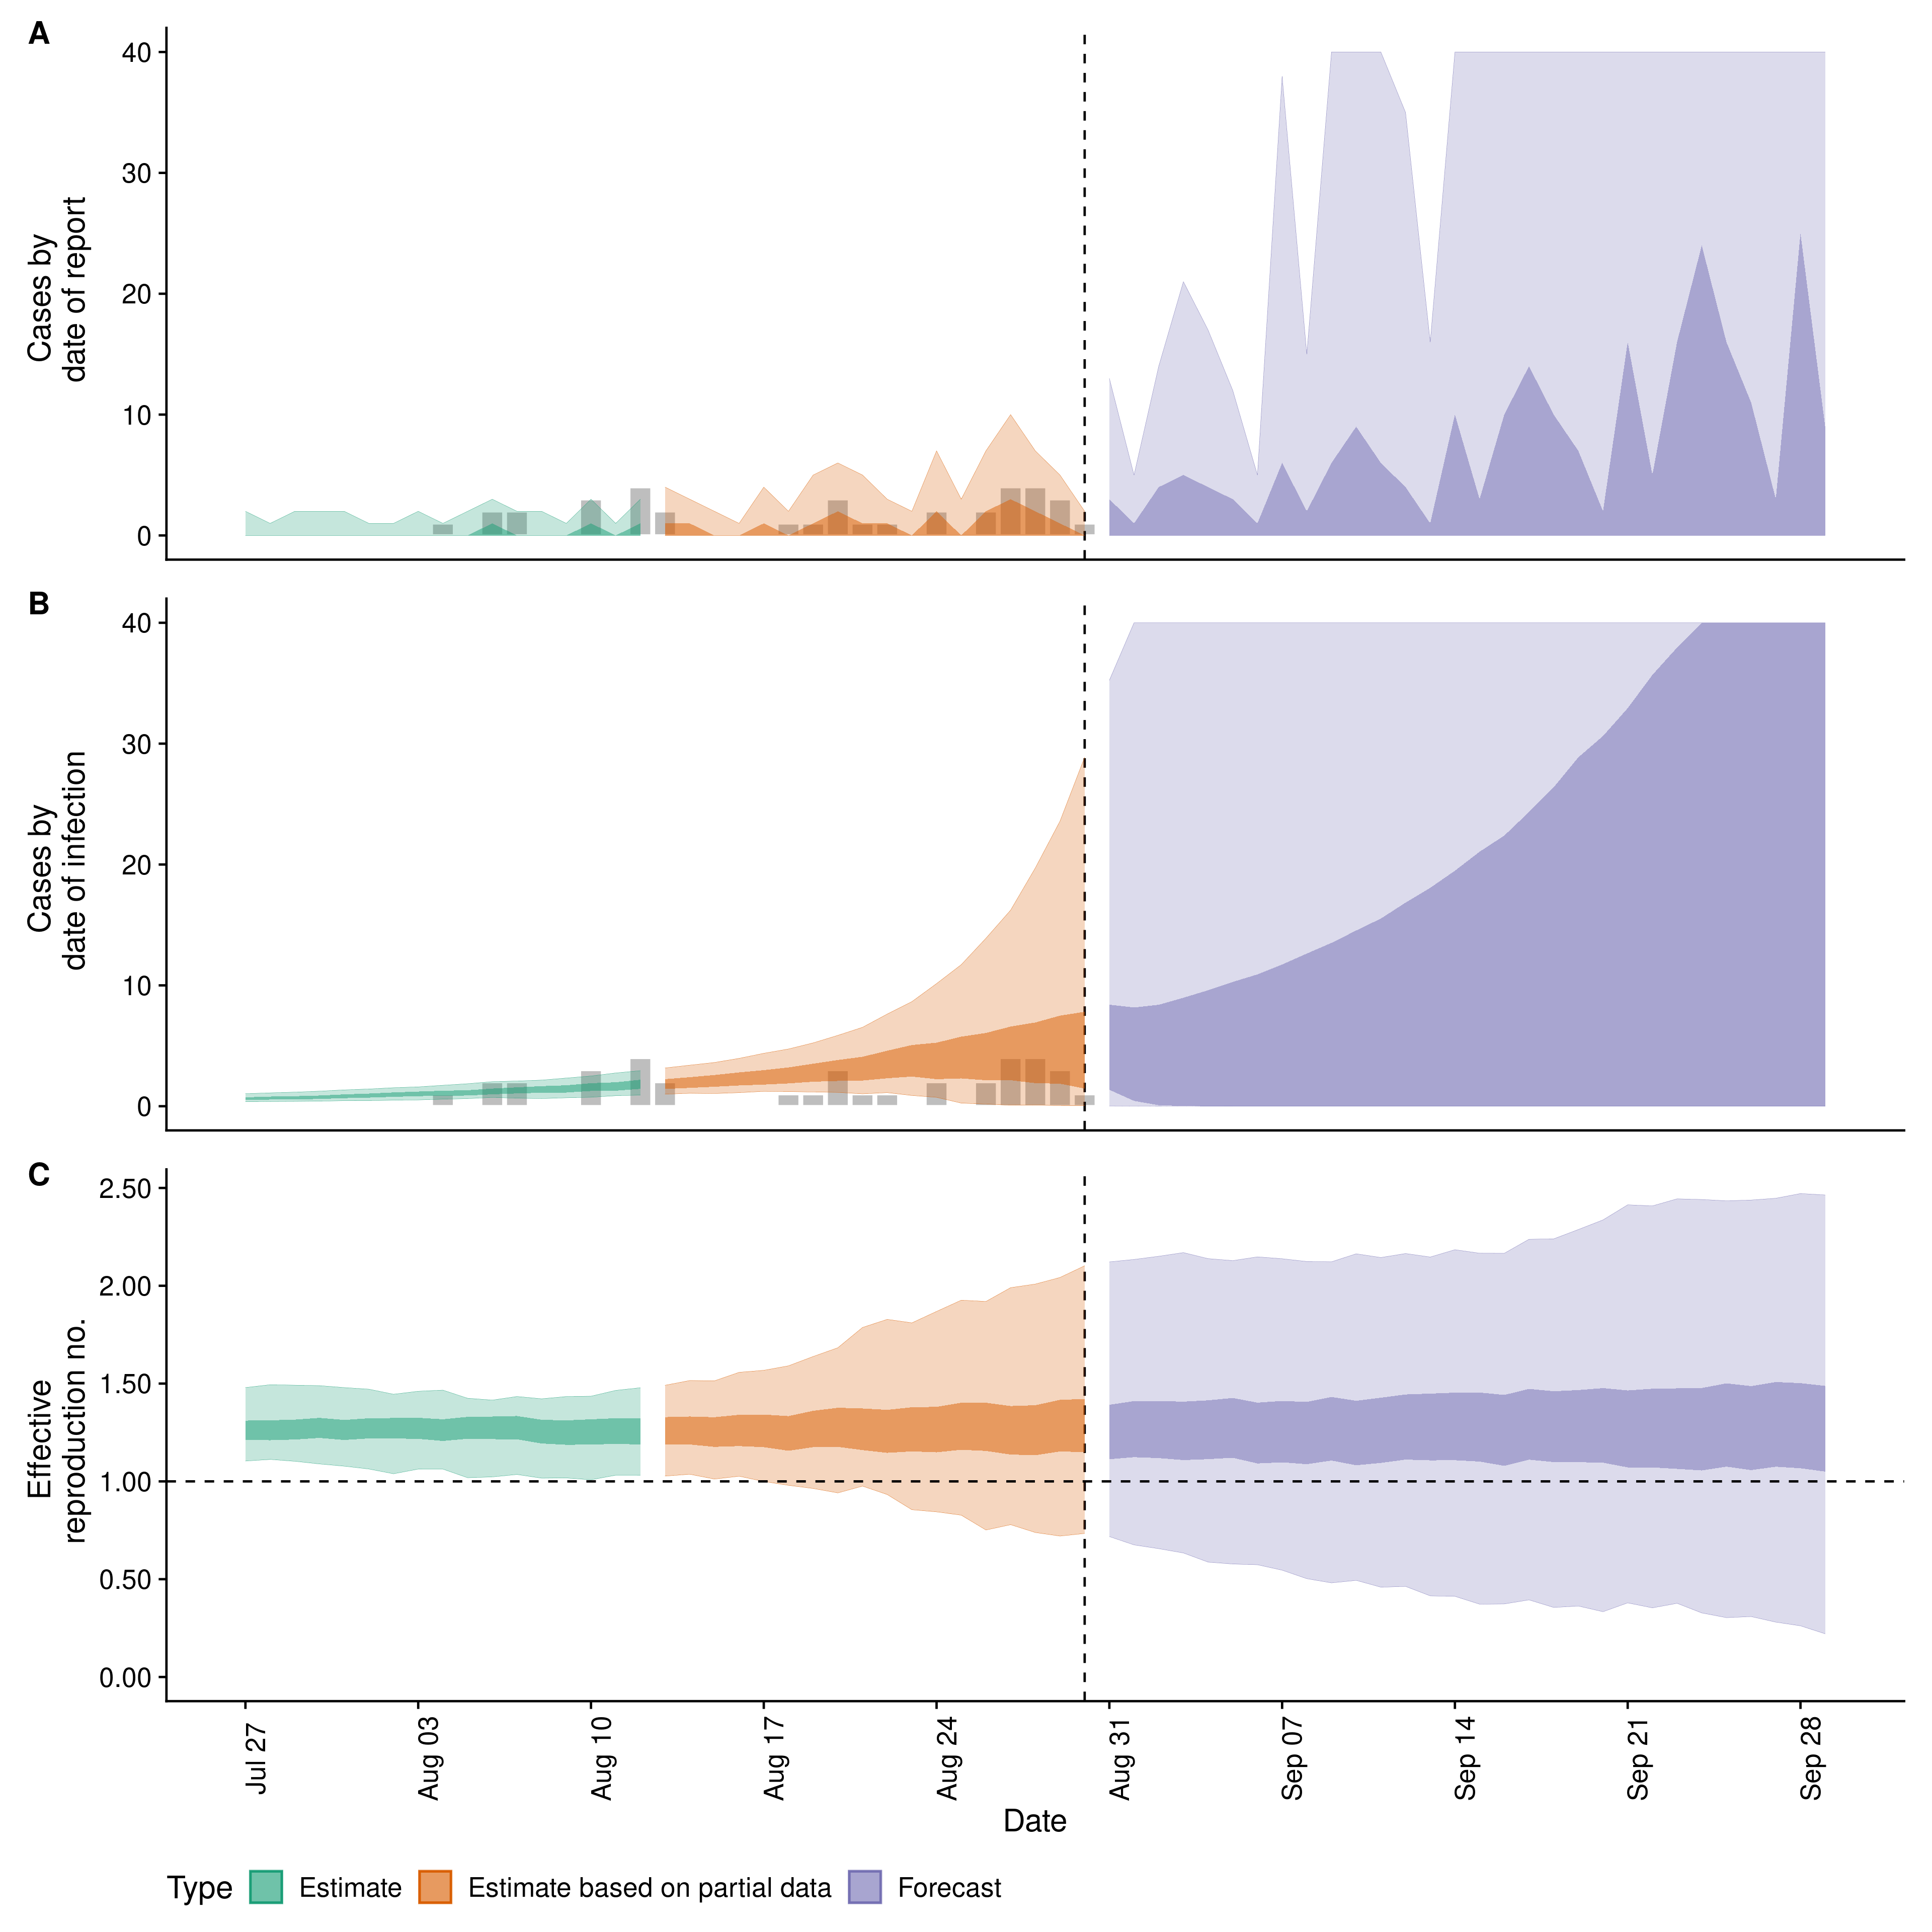 A
40
30
20
10
0
Cases by
date of report
B
40
30
20
10
0
Cases by
date of infection
C
2.50
2.00
1.50
1.00
0.50
0.00
Effective
reproduction no.
Jul 27
Aug 03
Aug 10
Aug 17
Aug 24
Aug 31
Sep 07
Sep 14
Sep 21
Sep 28
Date
Type Estimate Estimate based on partial data Forecast